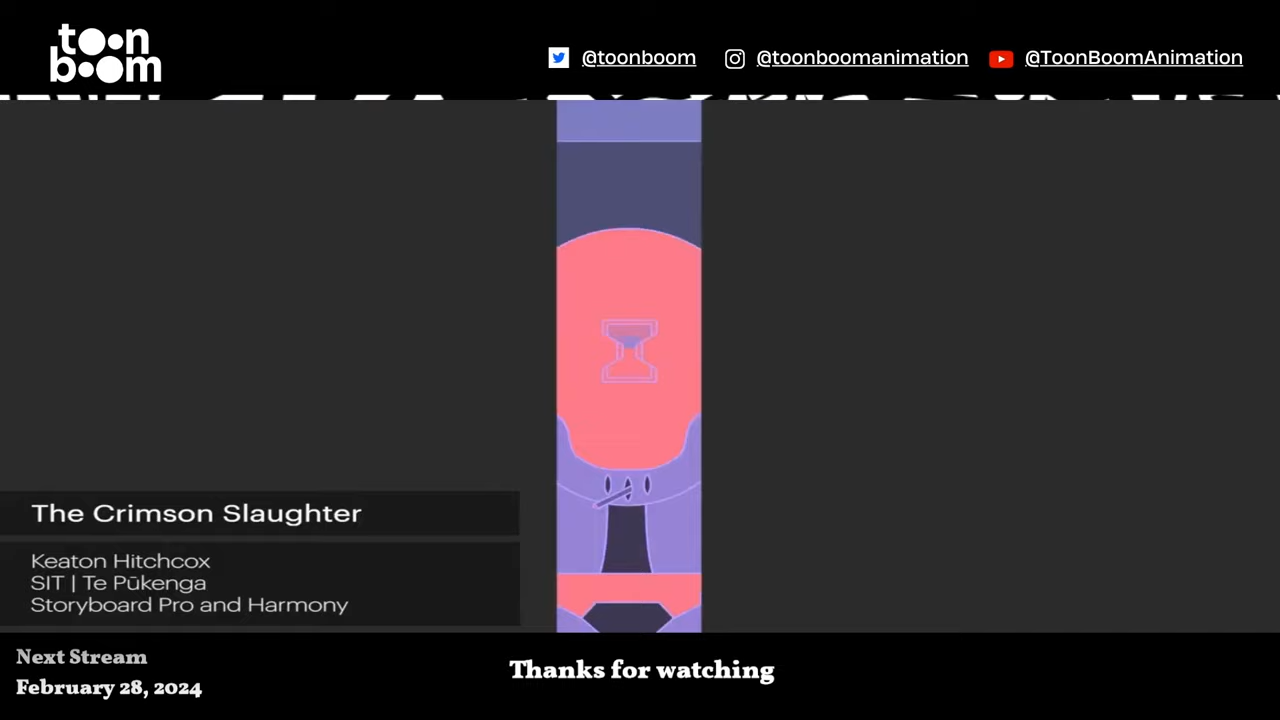 toon
boom
@toonboom
@toonboomanimation
@ToonBoomAnimation
The Crimson Slaughter
Keaton Hitchcox
SIT | Te Pūkenga
Storyboard Pro and Harmony
Next Stream
February 28, 2024
Thanks for watching